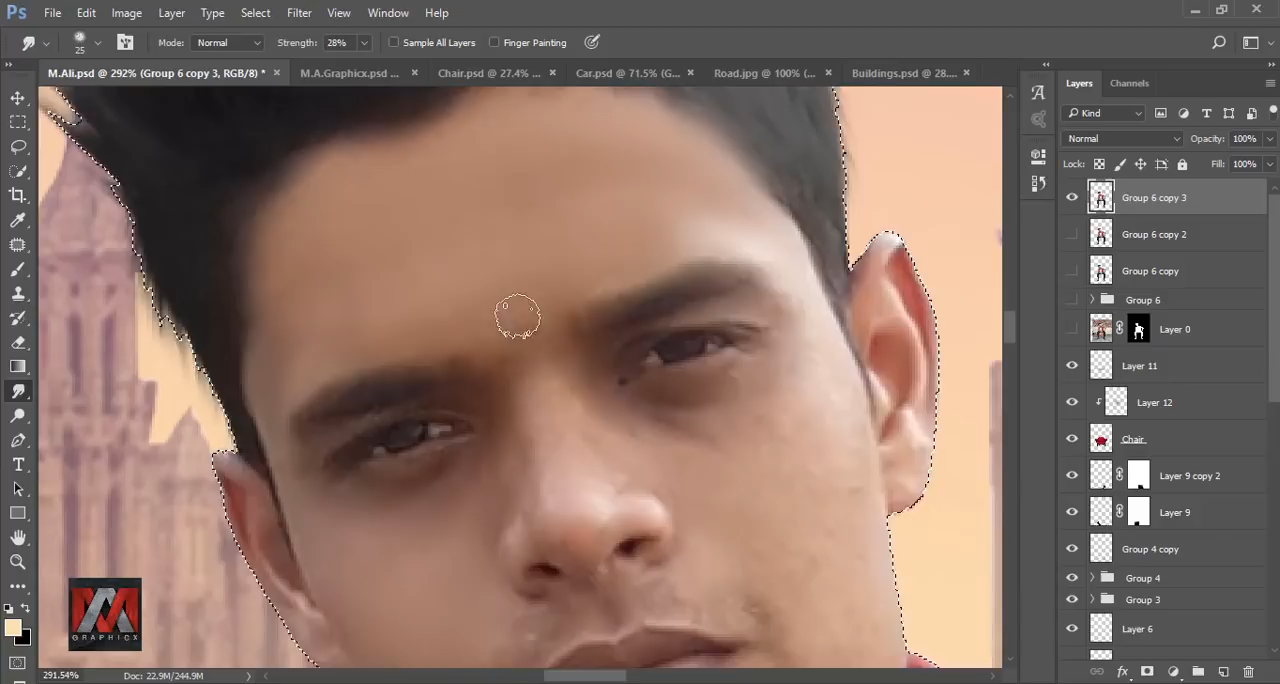 Ps File Edit Image Layer Type Select Filter View Window Help
25 Mode: Normal Strength: 28% Sample All Layers Finger Painting
M.Ali.psd @ 292% (Group 6 copy 3, RGB/8) * × M.A.Graphicx.psd ... × Chair.psd @ 27.4% ... × Car.psd @ 71.5% (G... × Road.jpg @ 100% (... × Buildings.psd @ 28.... ×
Layers Channels
Kind
Normal Opacity: 100%
Lock: Fill: 100%
Group 6 copy 3
Group 6 copy 2
Group 6 copy
Group 6
Layer 0
Layer 11
Layer 12
Chair
Layer 9 copy 2
Layer 9
Group 4 copy
Group 4
Group 3
Layer 6
GRAPHICX
291.54% Doc: 22.9M/244.9M